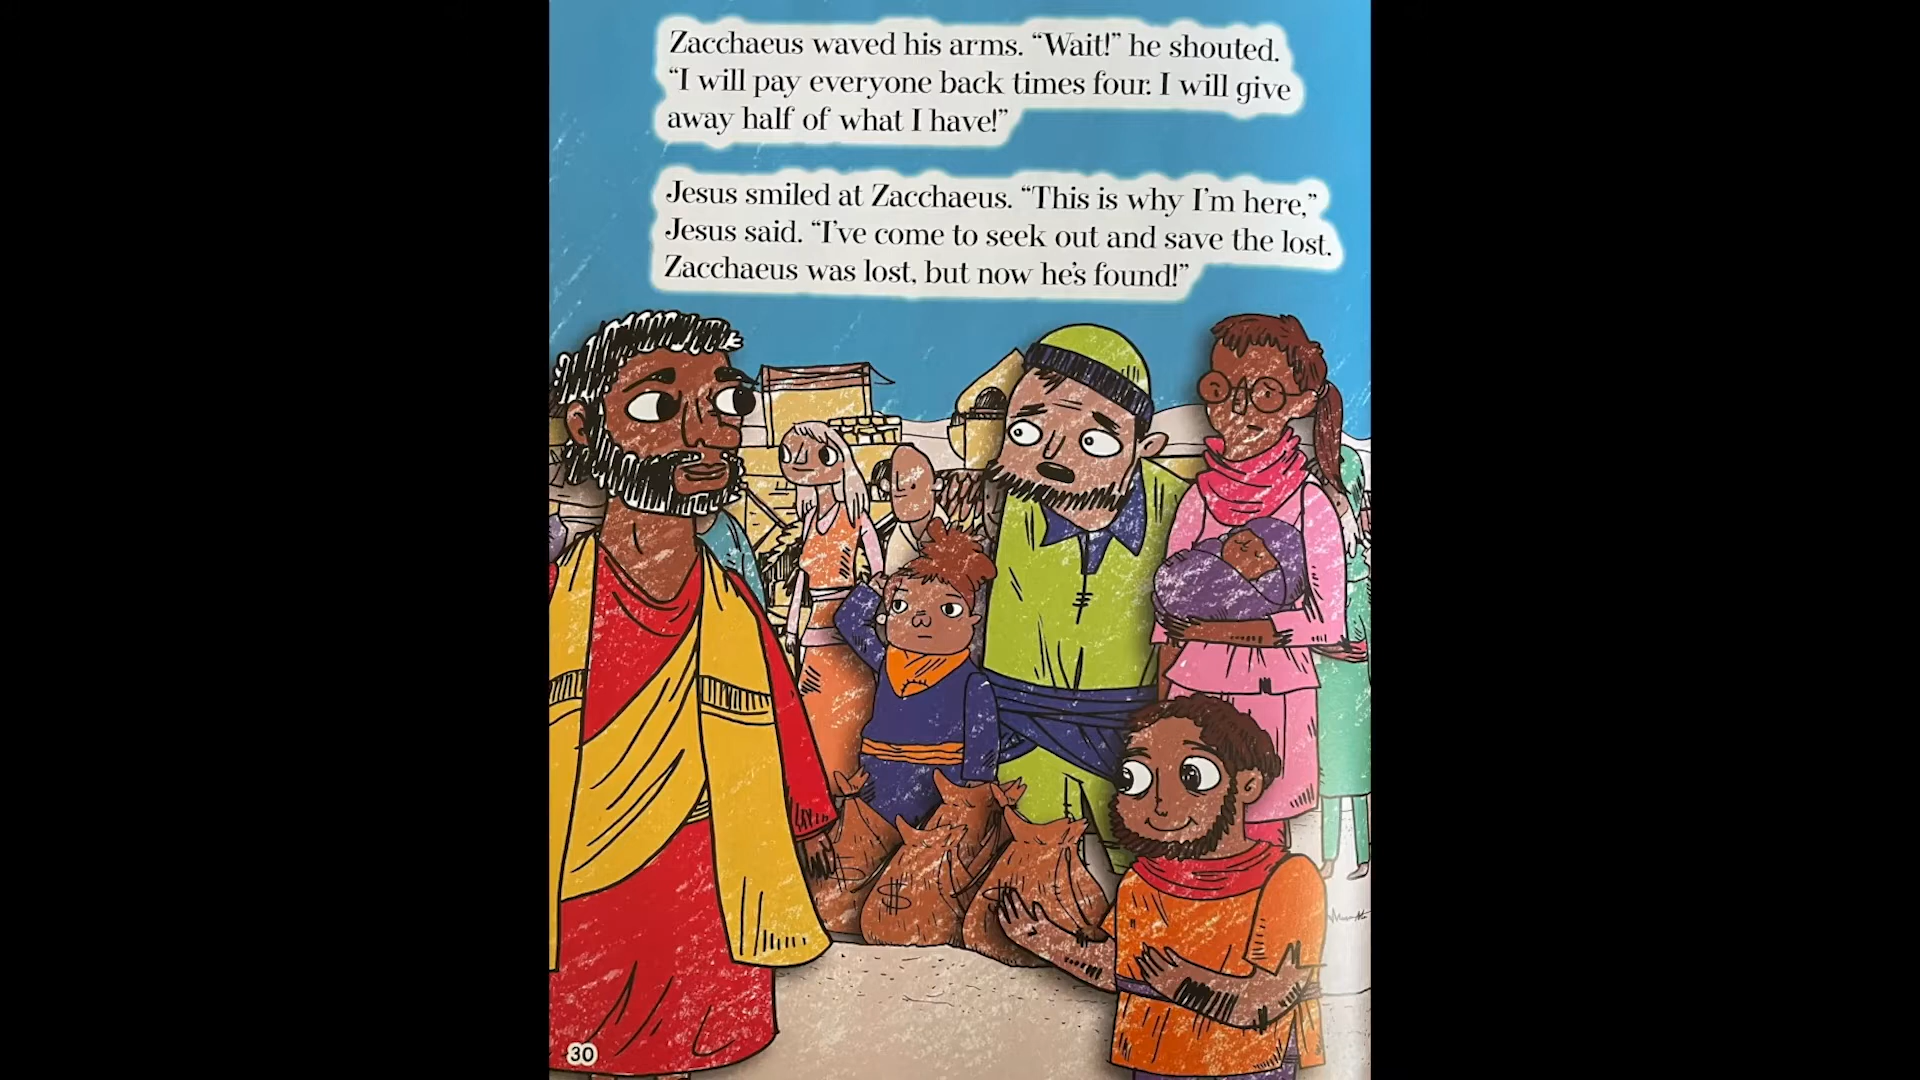 Zacchaeus waved his arms. “Wait!” he shouted.
“I will pay everyone back times four. I will give
away half of what I have!”
Jesus smiled at Zacchaeus. “This is why I’m here,”
Jesus said. “I’ve come to seek out and save the lost.
Zacchaeus was lost, but now he’s found!”
$
$
$
30